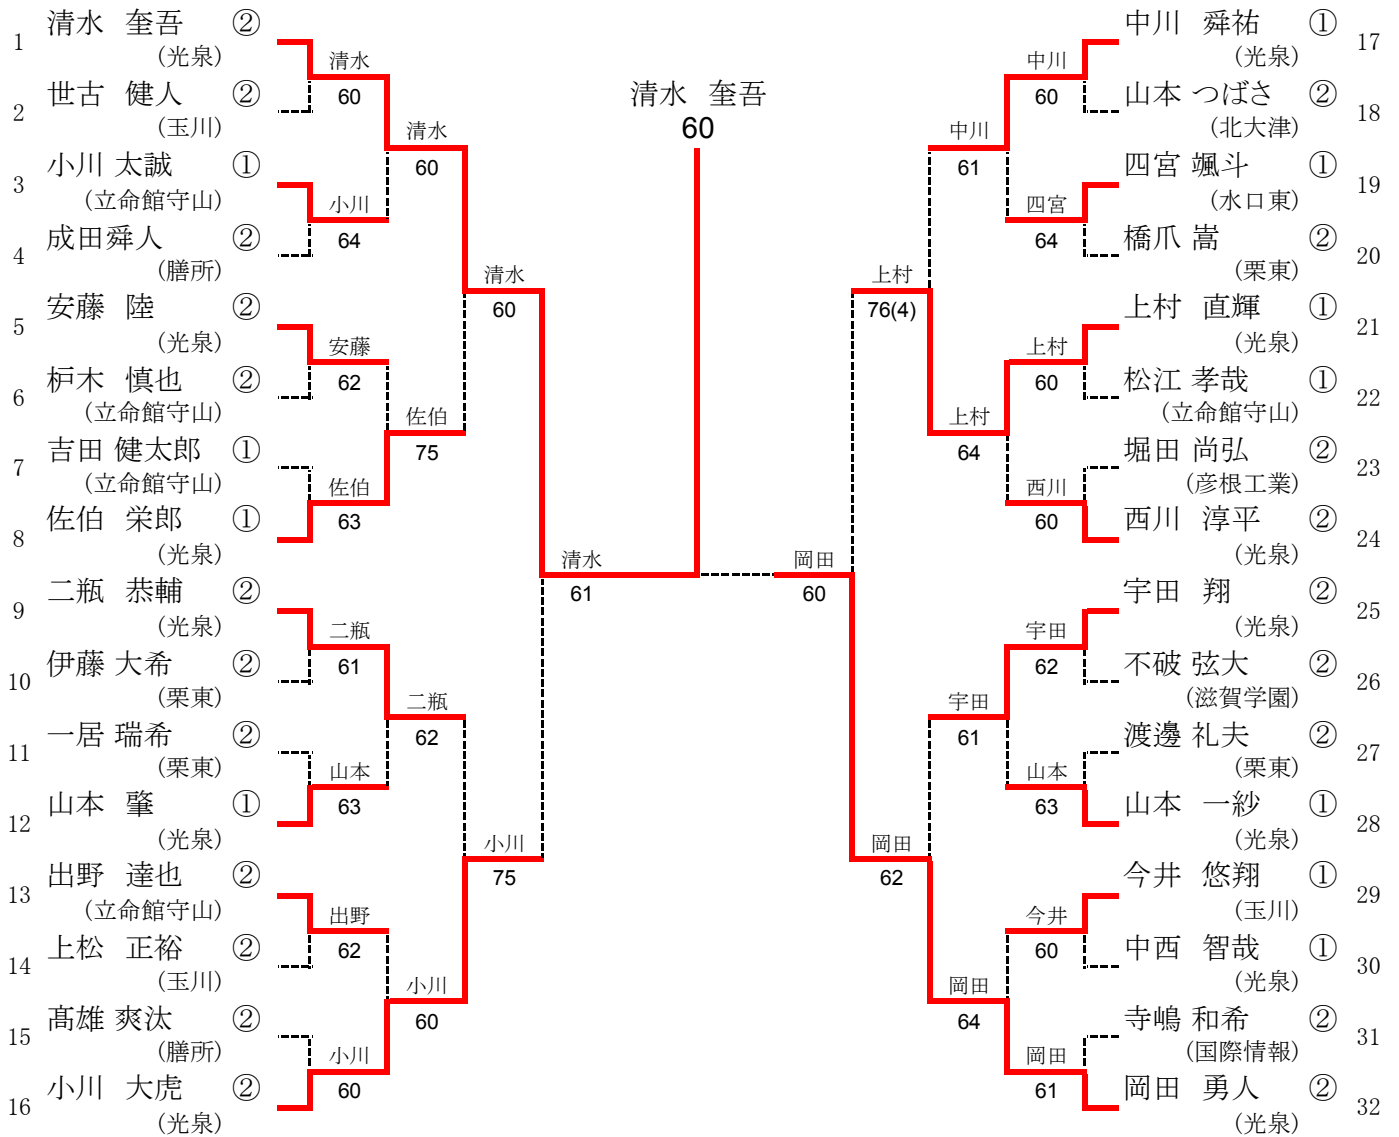 1 清水 奎吾 ②
(光泉)
2 世古 健人 ②
(玉川)
3 小川 太誠 ①
(立命館守山)
4 成田舜人 ②
(膳所)
5 安藤 陸 ②
(光泉)
6 枦木 慎也 ②
(立命館守山)
7 吉田 健太郎 ①
(立命館守山)
8 佐伯 栄郎 ①
(光泉)
9 二瓶 恭輔 ②
(光泉)
10 伊藤 大希 ②
(栗東)
11 一居 瑞希 ②
(栗東)
12 山本 肇 ①
(光泉)
13 出野 達也 ②
(立命館守山)
14 上松 正裕 ②
(玉川)
15 髙雄 爽汰 ②
(膳所)
16 小川 大虎 ②
(光泉)
清水
60
小川
64
安藤
62
佐伯
63
二瓶
61
山本
63
出野
62
小川
60
清水
60
佐伯
75
二瓶
62
小川
60
清水
60
小川
75
清水
61
清水 奎吾
60
岡田
60
上村
76(4)
岡田
62
中川
61
上村
64
宇田
61
岡田
64
中川
60
四宮
64
上村
60
西川
60
宇田
62
山本
63
今井
60
岡田
61
中川 舜祐 ① 17
(光泉)
山本 つばさ ② 18
(北大津)
四宮 颯斗 ① 19
(水口東)
橋爪 嵩 ② 20
(栗東)
上村 直輝 ① 21
(光泉)
松江 孝哉 ① 22
(立命館守山)
堀田 尚弘 ② 23
(彦根工業)
西川 淳平 ② 24
(光泉)
宇田 翔 ② 25
(光泉)
不破 弦大 ② 26
(滋賀学園)
渡邊 礼夫 ② 27
(栗東)
山本 一紗 ① 28
(光泉)
今井 悠翔 ① 29
(玉川)
中西 智哉 ① 30
(光泉)
寺嶋 和希 ② 31
(国際情報)
岡田 勇人 ② 32
(光泉)